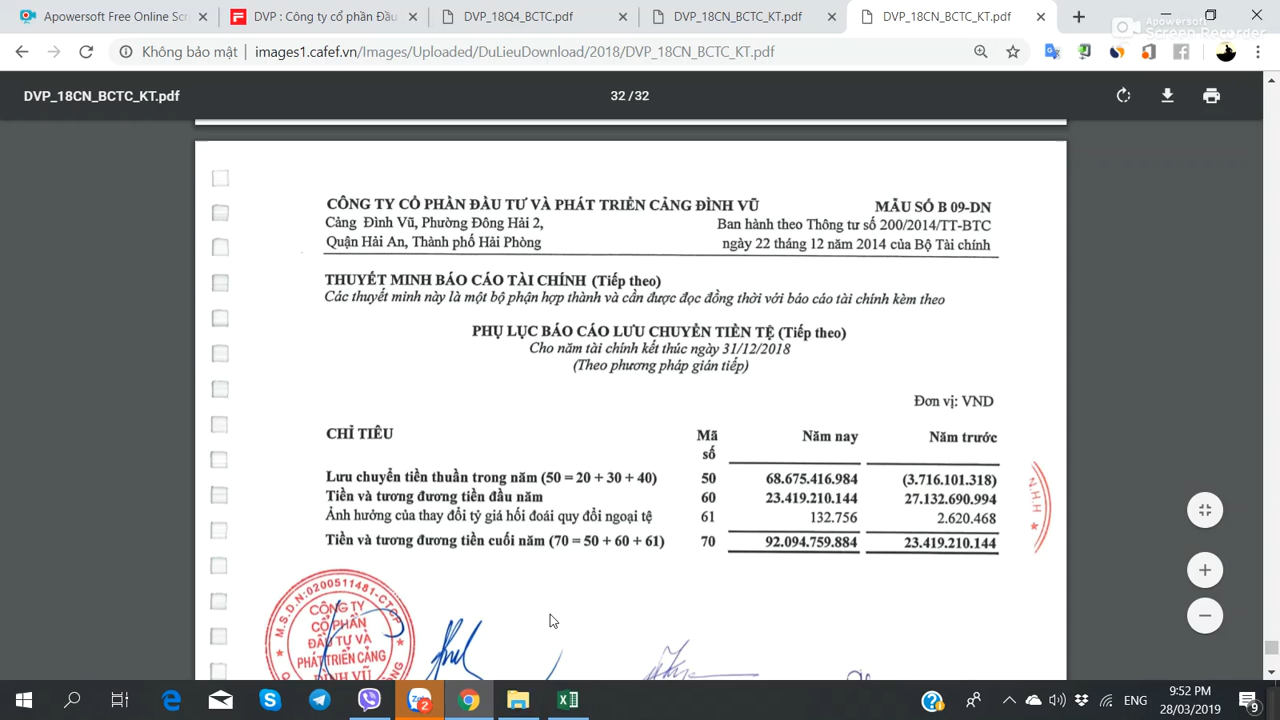 Apowersoft Free Online Scr
DVP : Công ty cổ phần Đầu
DVP_18Q4_BCTC.pdf
DVP_18CN_BCTC_KT.pdf
DVP_18CN_BCTC_KT.pdf
Apowersoft
Screen Recorder
Không bảo mật
images1.cafef.vn/Images/Uploaded/DuLieuDownload/2018/DVP_18CN_BCTC_KT.pdf
DVP_18CN_BCTC_KT.pdf
32 / 32
CÔNG TY CỔ PHẦN ĐẦU TƯ VÀ PHÁT TRIỂN CẢNG ĐÌNH VŨ
MẪU SỐ B 09-DN
Cảng Đình Vũ, Phường Đông Hải 2,
Ban hành theo Thông tư số 200/2014/TT-BTC
Quận Hải An, Thành phố Hải Phòng
ngày 22 tháng 12 năm 2014 của Bộ Tài chính
THUYẾT MINH BÁO CÁO TÀI CHÍNH (Tiếp theo)
Các thuyết minh này là một bộ phận hợp thành và cần được đọc đồng thời với báo cáo tài chính kèm theo
PHỤ LỤC BÁO CÁO LƯU CHUYỂN TIỀN TỆ (Tiếp theo)
Cho năm tài chính kết thúc ngày 31/12/2018
(Theo phương pháp gián tiếp)
Đơn vị: VND
CHỈ TIÊU
Mã số
Năm nay
Năm trước
Lưu chuyển tiền thuần trong năm (50 = 20 + 30 + 40) 50 68.675.416.984 (3.716.101.318)
Tiền và tương đương tiền đầu năm 60 23.419.210.144 27.132.690.994
Ảnh hưởng của thay đổi tỷ giá hối đoái quy đổi ngoại tệ 61 132.756 2.620.468
Tiền và tương đương tiền cuối năm (70 = 50 + 60 + 61) 70 92.094.759.884 23.419.210.144
N.H.H
M.S.D.N:0200511481-CTCP
CÔNG TY
CỔ PHẦN
ĐẦU TƯ VÀ
PHÁT TRIỂN CẢNG
ĐÌNH VŨ
2
ENG
9:52 PM
28/03/2019
9